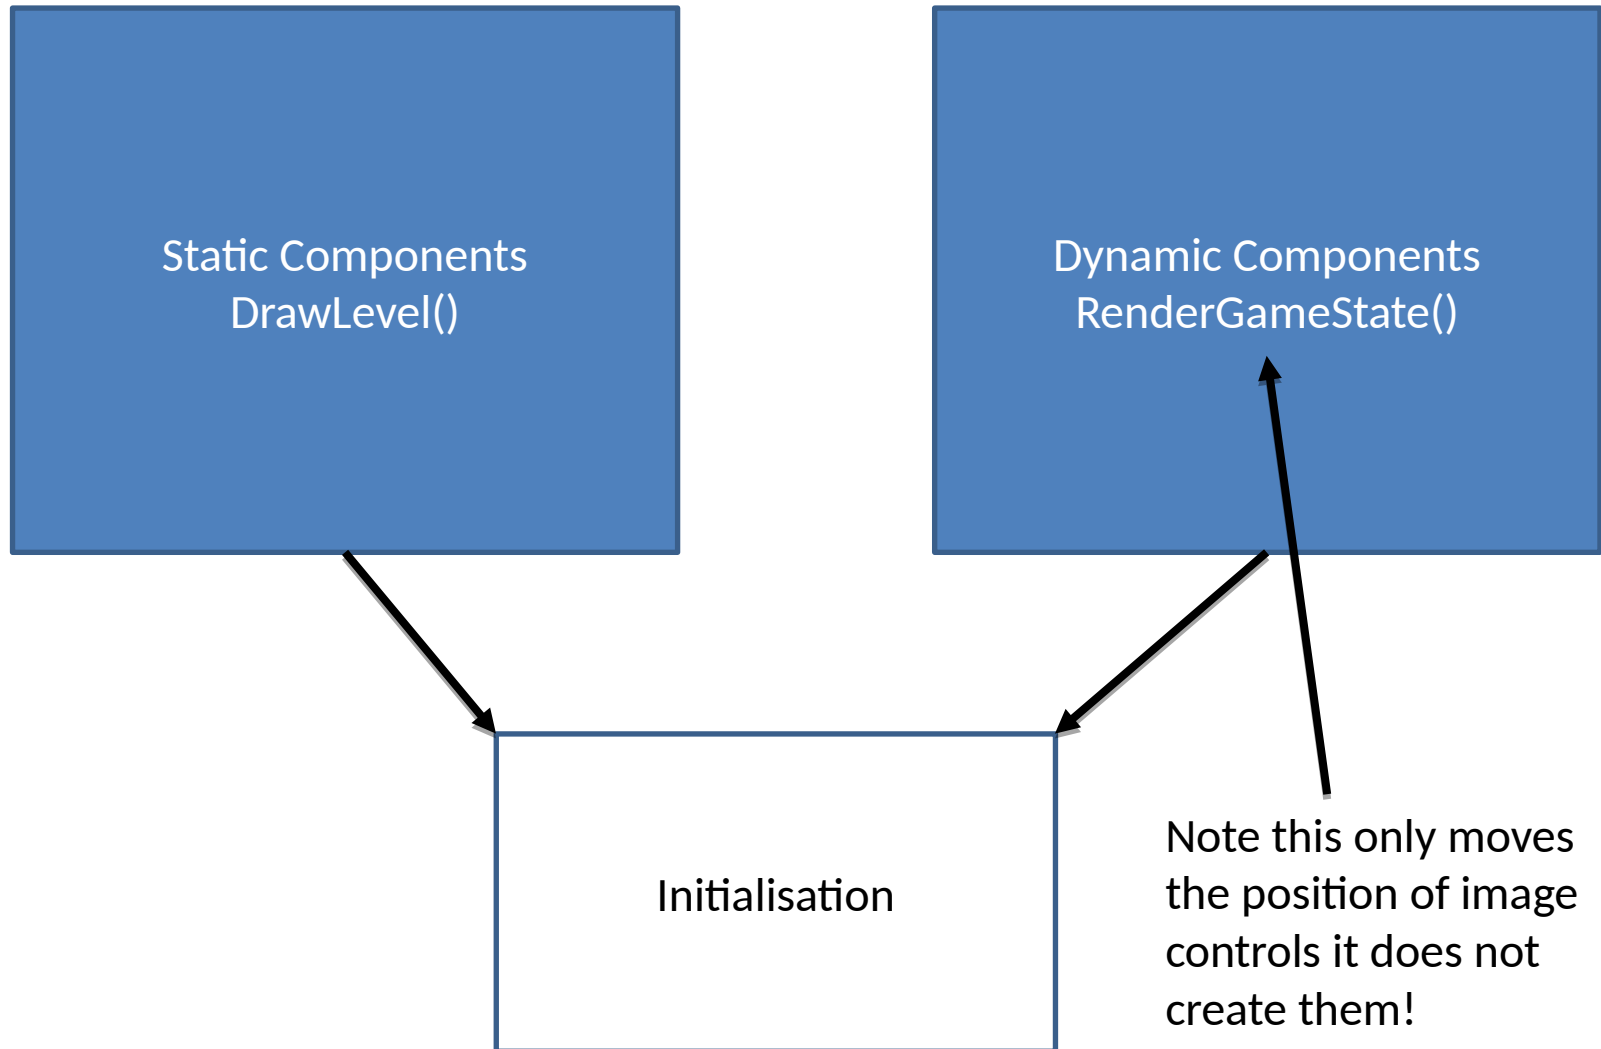 Static Components
DrawLevel()
Dynamic Components
RenderGameState()
Initialisation
Note this only moves
the position of image
controls it does not
create them!